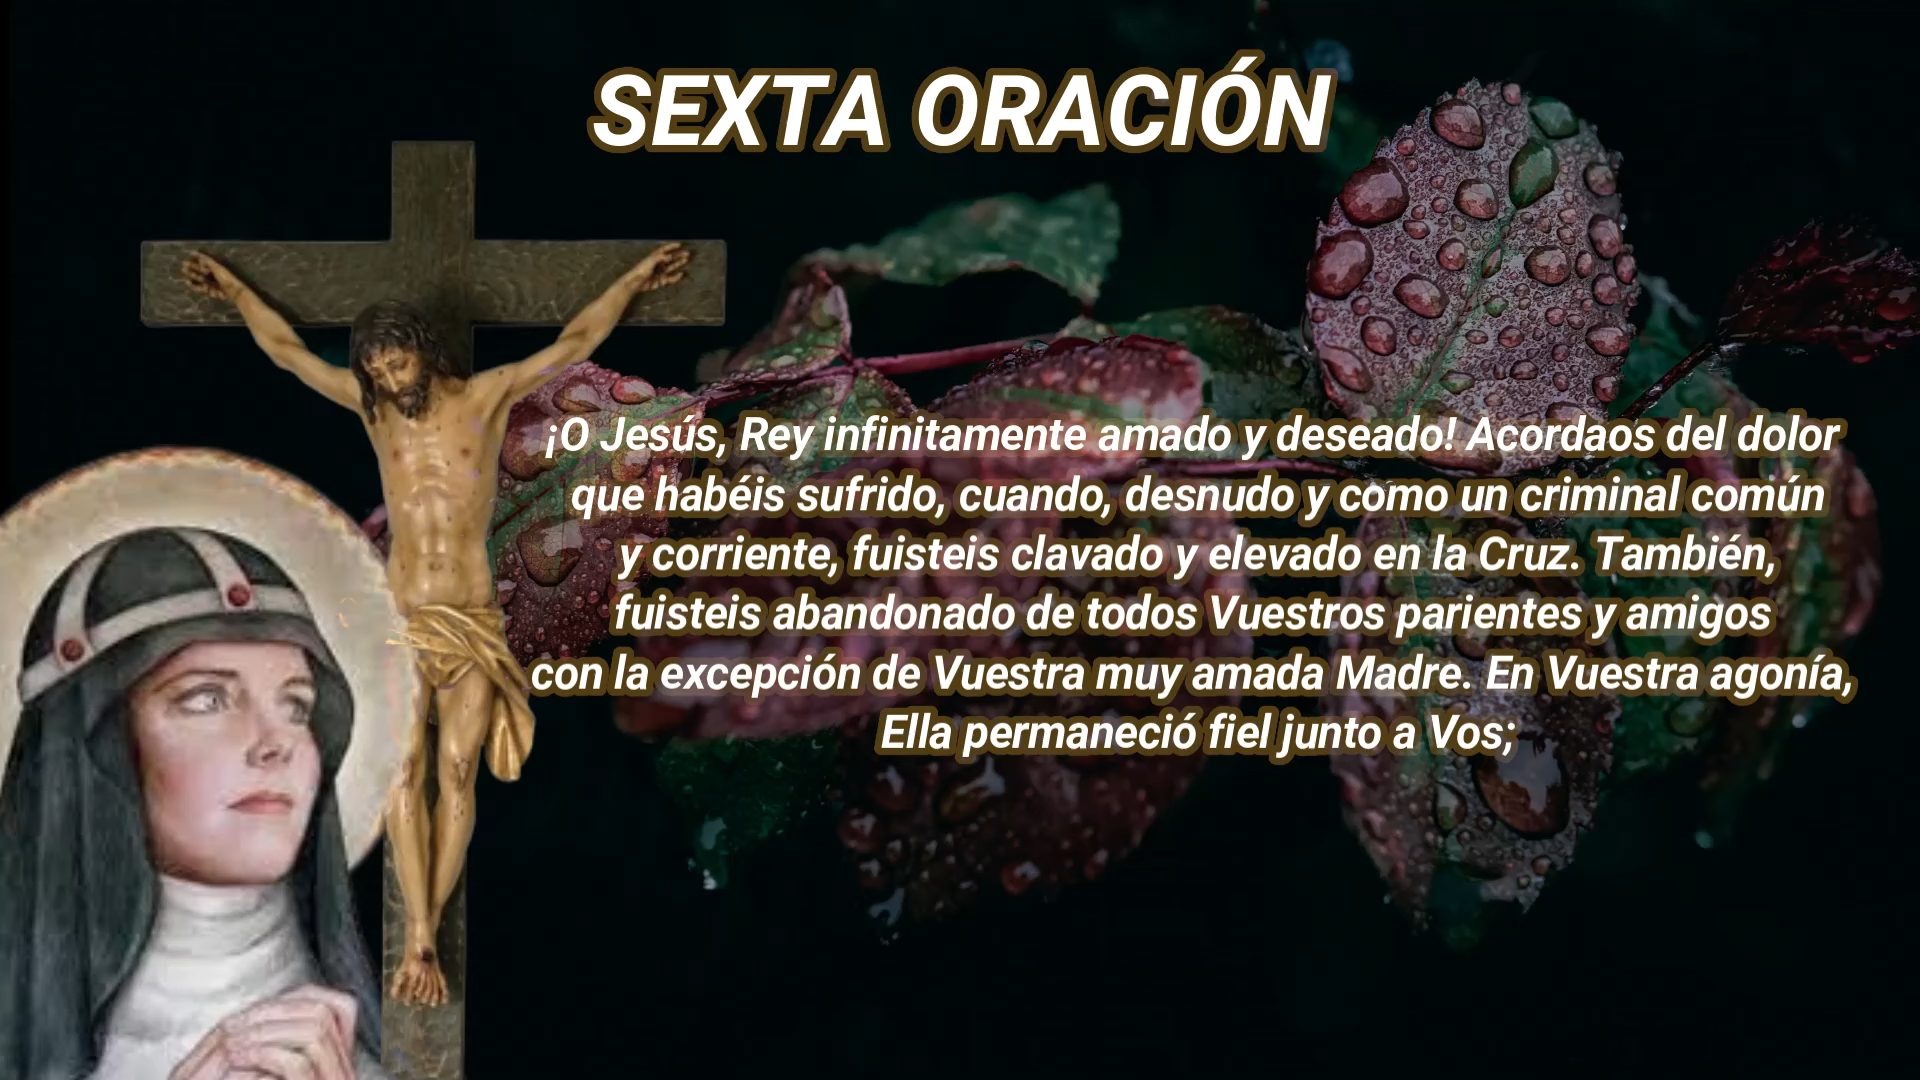 SEXTA ORACIÓN
¡O Jesús, Rey infinitamente amado y deseado! Acordaos del dolor
que habéis sufrido, cuando, desnudo y como un criminal común
y corriente, fuisteis clavado y elevado en la Cruz. También,
fuisteis abandonado de todos Vuestros parientes y amigos
con la excepción de Vuestra muy amada Madre. En Vuestra agonía,
Ella permaneció fiel junto a Vos;